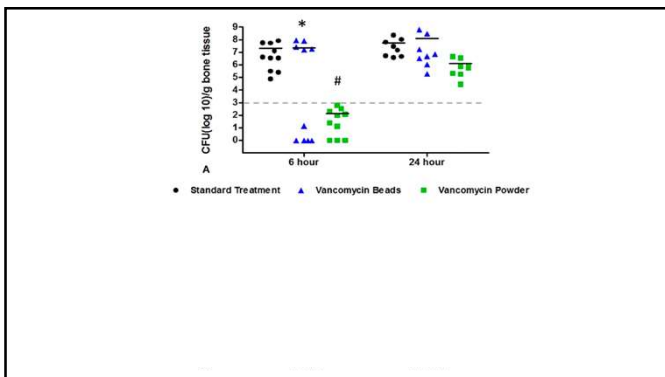 CFU(log 10)/g bone tissue
9
8
7
6
5
4
3
2
1
0
*
#
6 hour
24 hour
A
Standard Treatment
Vancomycin Beads
Vancomycin Powder